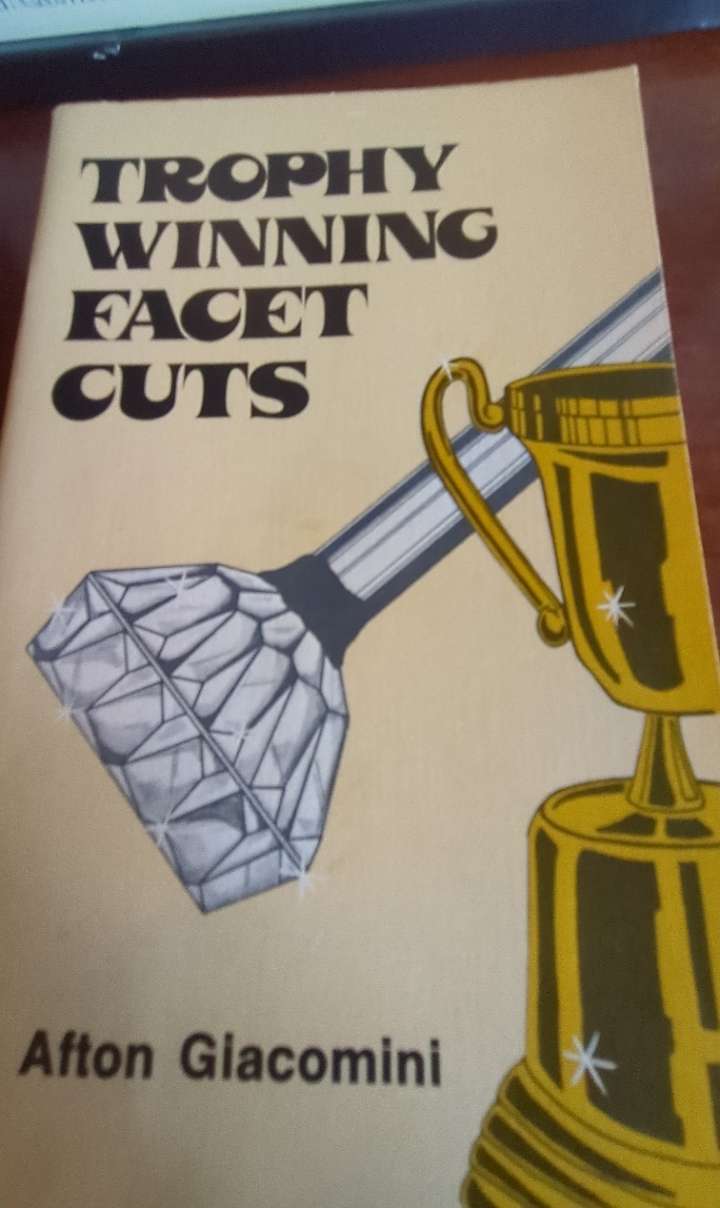 TROPHY
WINNING
FACET
CUTS
Afton Giacomini